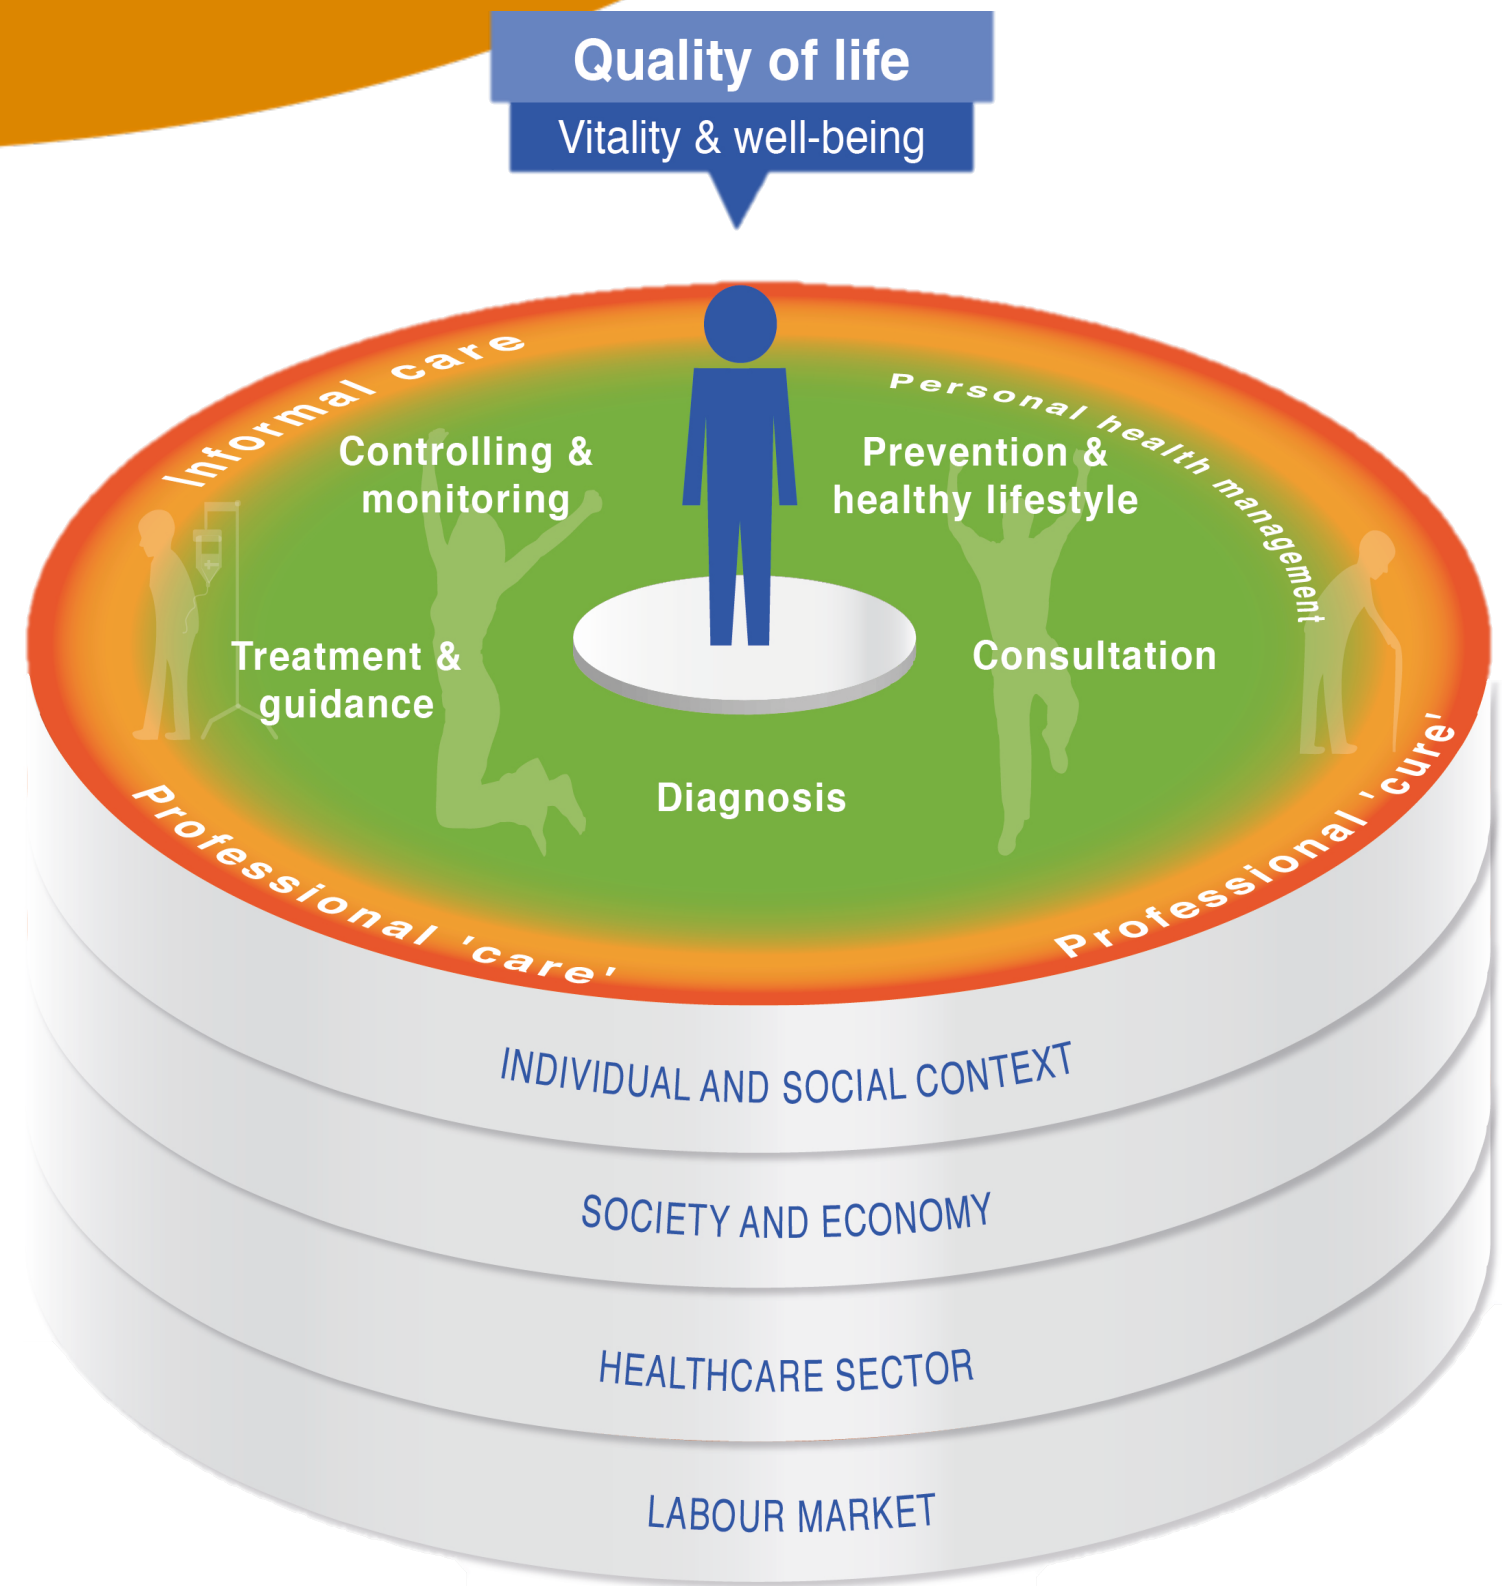 Quality of life
Vitality & well-being
Informal care
Personal health management
Controlling &
monitoring
Prevention &
healthy lifestyle
Treatment &
guidance
Consultation
Diagnosis
Professional 'care'
Professional 'cure'
INDIVIDUAL AND SOCIAL CONTEXT
SOCIETY AND ECONOMY
HEALTHCARE SECTOR
LABOUR MARKET